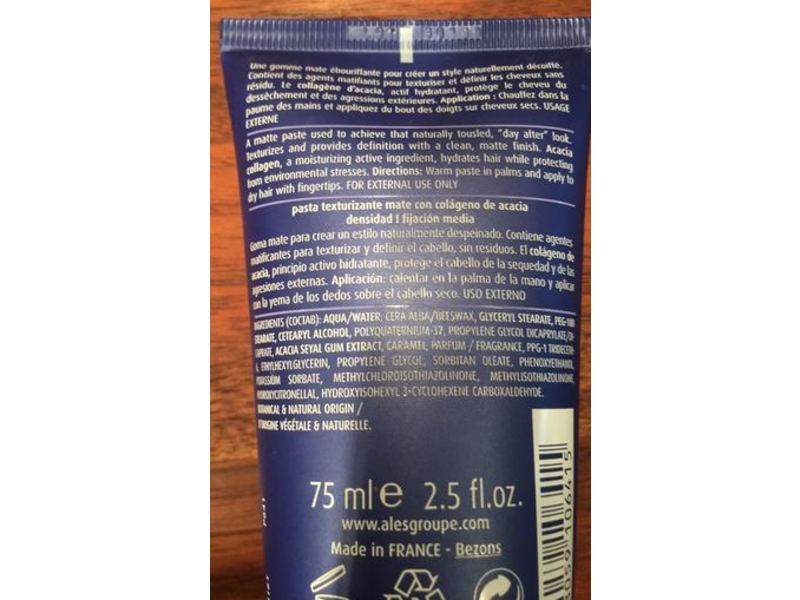 Une gomme mate ébouriffante pour créer un style naturellement décoiffé.
Contient des agents matifiants pour texturiser et définir les cheveux sans
résidu. Le collagène d'acacia, actif hydratant, protège le cheveu du
dessèchement et des agressions extérieures. Application : Chauffez dans la
paume des mains et appliquez du bout des doigts sur cheveux secs. USAGE
EXTERNE
A matte paste used to achieve that naturally tousled, "day after" look.
Texturizes and provides definition with a clean, matte finish. Acacia
collagen, a moisturizing active ingredient, hydrates hair while protecting
from environmental stresses. Directions: Warm paste in palms and apply to
dry hair with fingertips. FOR EXTERNAL USE ONLY
pasta texturizante mate con colágeno de acacia
densidad I fijación media
Goma mate para crear un estilo naturalmente despeinado. Contiene agentes
matificantes para texturizar y definir el cabello, sin residuos. El colágeno de
acacia, principio activo hidratante, protege el cabello de la sequedad y de las
agresiones externas. Aplicación: calentar en la palma de la mano y aplicar
con la yema de los dedos sobre el cabello seco. USO EXTERNO
INGREDIENTS (COCTAB): AQUA/WATER, CERA ALBA/BEESWAX, GLYCERYL STEARATE, PEG-100
STEARATE, CETEARYL ALCOHOL, POLYQUATERNIUM-37, PROPYLENE GLYCOL DICAPRYLATE/DI-
CAPRATE, ACACIA SEYAL GUM EXTRACT, CARAMEL, PARFUM / FRAGRANCE, PPG-1 TRIDECETH-
6, ETHYLHEXYLGLYCERIN, PROPYLENE GLYCOL, SORBITAN OLEATE, PHENOXYETHANOL,
POTASSIUM SORBATE, METHYLCHLOROISOTHIAZOLINONE, METHYLISOTHIAZOLINONE,
HYDROXYCITRONELLAL, HYDROXYISOHEXYL 3-CYCLOHEXENE CARBOXALDEHYDE.
BOTANICAL & NATURAL ORIGIN /
D'ORIGINE VÉGÉTALE & NATURELLE.
75 ml e 2.5 fl.oz.
www.alesgroupe.com
Made in FRANCE - Bezons